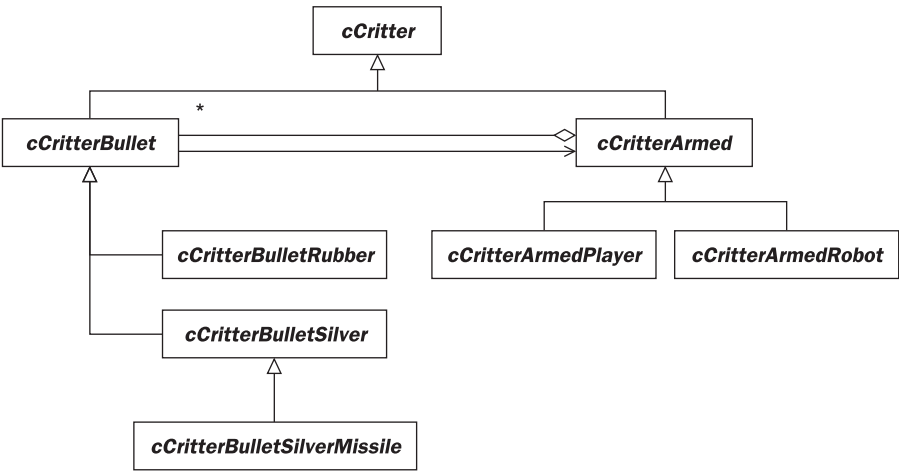 cCritter
*
cCritterBullet
cCritterArmed
cCritterBulletRubber
cCritterArmedPlayer
cCritterArmedRobot
cCritterBulletSilver
cCritterBulletSilverMissile